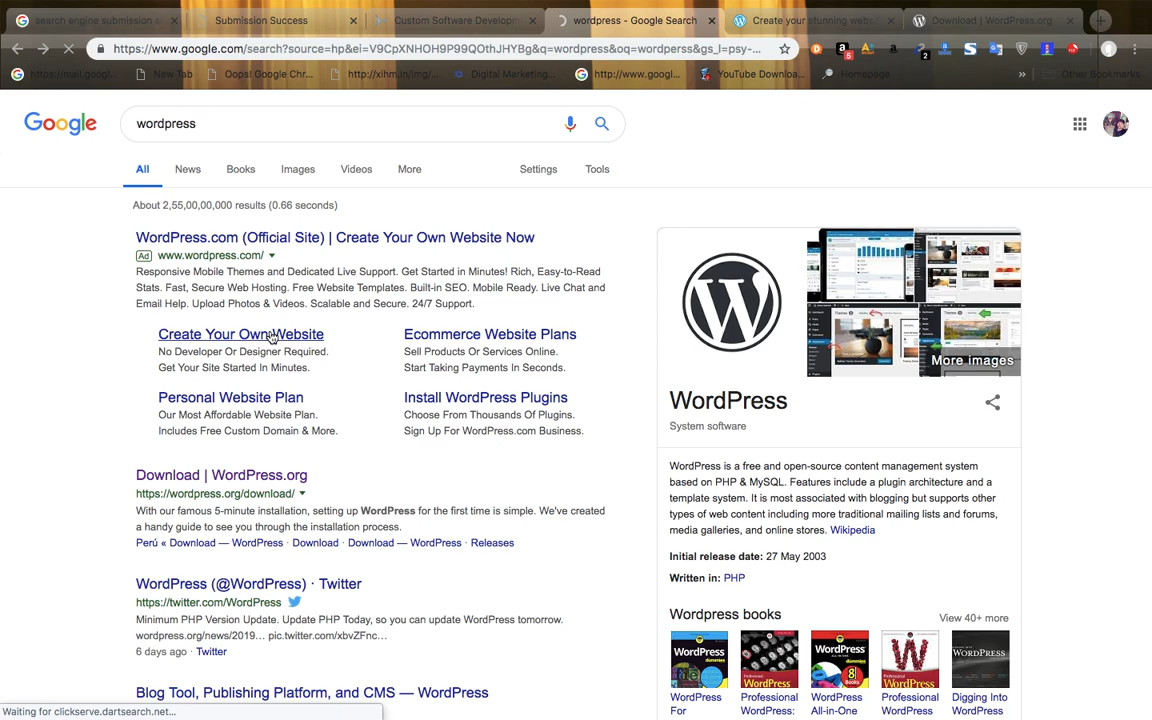 search engine submission s
Submission Success
Custom Software Developm
wordpress - Google Search
Create your stunning webs
Download | WordPress.org
https://www.google.com/search?source=hp&ei=V9CpXNHOH9P99QOthJHYBg&q=wordpress&oq=wordperss&gs_l=psy-...
5
2
https://mail.googl...
New Tab
Oops! Google Chr...
http://xihm.in/img/...
Digital Marketing...
http://www.googl...
YouTube Downloa...
Homepage
Other Bookmarks
Google
wordpress
All
News
Books
Images
Videos
More
Settings
Tools
About 2,55,00,00,000 results (0.66 seconds)
WordPress.com (Official Site) | Create Your Own Website Now
Ad www.wordpress.com/
Responsive Mobile Themes and Dedicated Live Support. Get Started in Minutes! Rich, Easy-to-Read
Stats. Fast, Secure Web Hosting. Free Website Templates. Built-in SEO. Mobile Ready. Live Chat and
Email Help. Upload Photos & Videos. Scalable and Secure. 24/7 Support.
Create Your Own Website
No Developer Or Designer Required.
Get Your Site Started In Minutes.
Ecommerce Website Plans
Sell Products Or Services Online.
Start Taking Payments In Seconds.
Personal Website Plan
Our Most Affordable Website Plan.
Includes Free Custom Domain & More.
Install WordPress Plugins
Choose From Thousands Of Plugins.
Sign Up For WordPress.com Business.
Download | WordPress.org
https://wordpress.org/download/
With our famous 5-minute installation, setting up WordPress for the first time is simple. We've created
a handy guide to see you through the installation process.
Perú « Download — WordPress · Download · Download — WordPress · Releases
WordPress (@WordPress) · Twitter
https://twitter.com/WordPress
Minimum PHP Version Update. Update PHP Today, so you can update WordPress tomorrow.
wordpress.org/news/2019... pic.twitter.com/xbvZFnc...
6 days ago · Twitter
Blog Tool, Publishing Platform, and CMS — WordPress
Waiting for clickserve.dartsearch.net...
More images
WordPress
System software
WordPress is a free and open-source content management system
based on PHP & MySQL. Features include a plugin architecture and a
template system. It is most associated with blogging but supports other
types of web content including more traditional mailing lists and forums,
media galleries, and online stores. Wikipedia
Initial release date: 27 May 2003
Written in: PHP
Wordpress books
View 40+ more
WordPress
For
Professional
WordPress:
WordPress
All-in-One
Professional
WordPress
Digging Into
WordPress